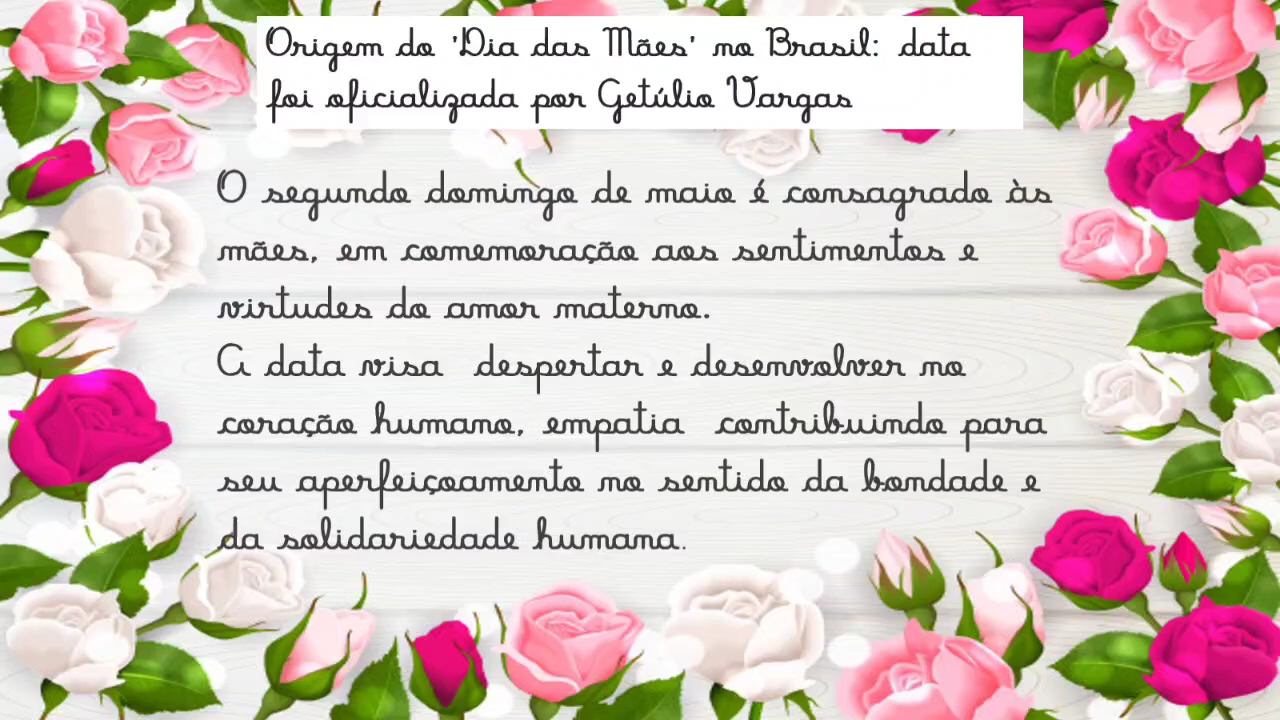 Origem do 'Dia das Mães' no Brasil: data
foi oficializada por Getúlio Vargas
O segundo domingo de maio é consagrado às
mães, em comemoração aos sentimentos e
virtudes do amor materno.
A data visa despertar e desenvolver no
coração humano, empatia contribuindo para
seu aperfeiçoamento no sentido da bondade e
da solidariedade humana.